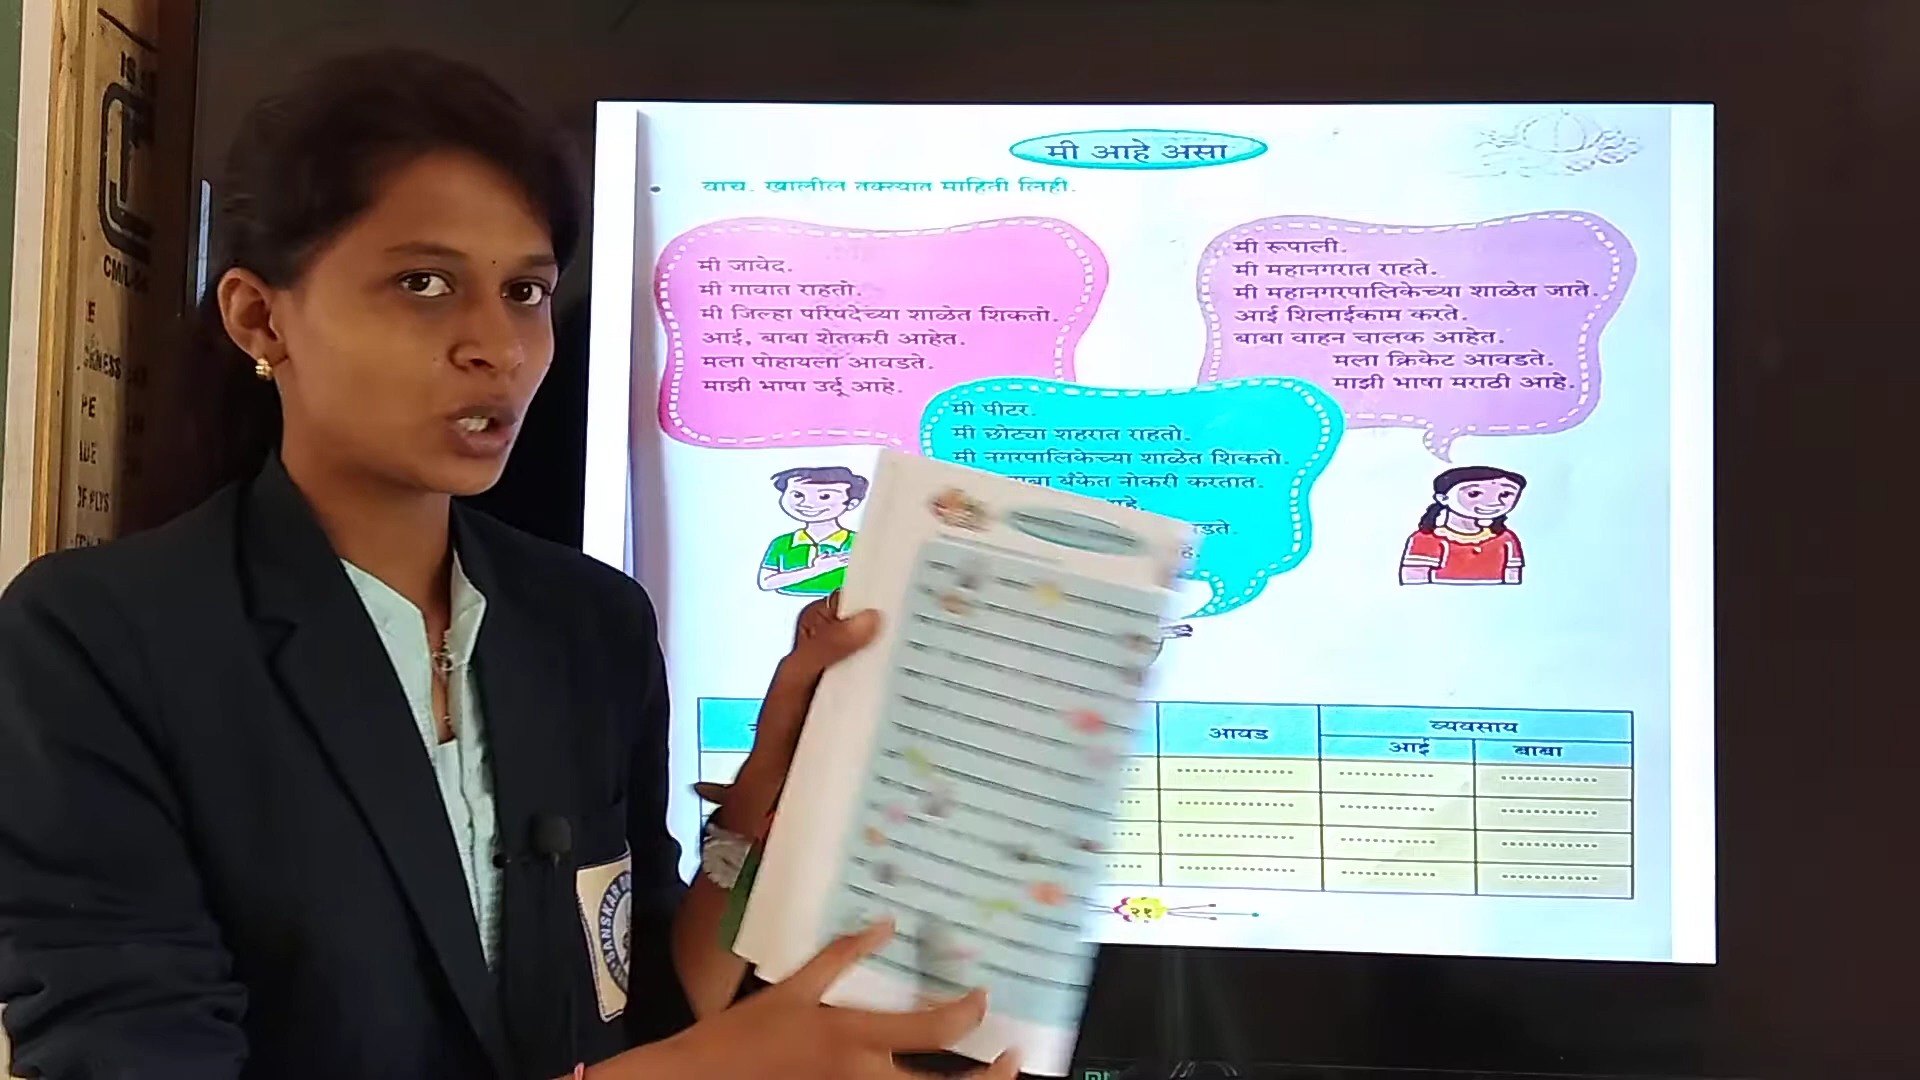 मी आहे असा
वाच. खालील तक्त्यात माहिती लिही.
मी जावेद.
मी गावात राहतो.
मी जिल्हा परिषदेच्या शाळेत शिकतो.
आई, बाबा शेतकरी आहेत.
मला पोहायला आवडते.
माझी भाषा उर्दू आहे.
मी रूपाली.
मी महानगरात राहते.
मी महानगरपालिकेच्या शाळेत जाते.
आई शिलाईकाम करते.
बाबा वाहन चालक आहेत.
मला क्रिकेट आवडते.
माझी भाषा मराठी आहे.
मी पीटर.
मी छोट्या शहरात राहतो.
मी नगरपालिकेच्या शाळेत शिकतो.
बँकेत नोकरी करतात.
आवड
व्यवसाय
आई
बाबा
२१
SANSKAR